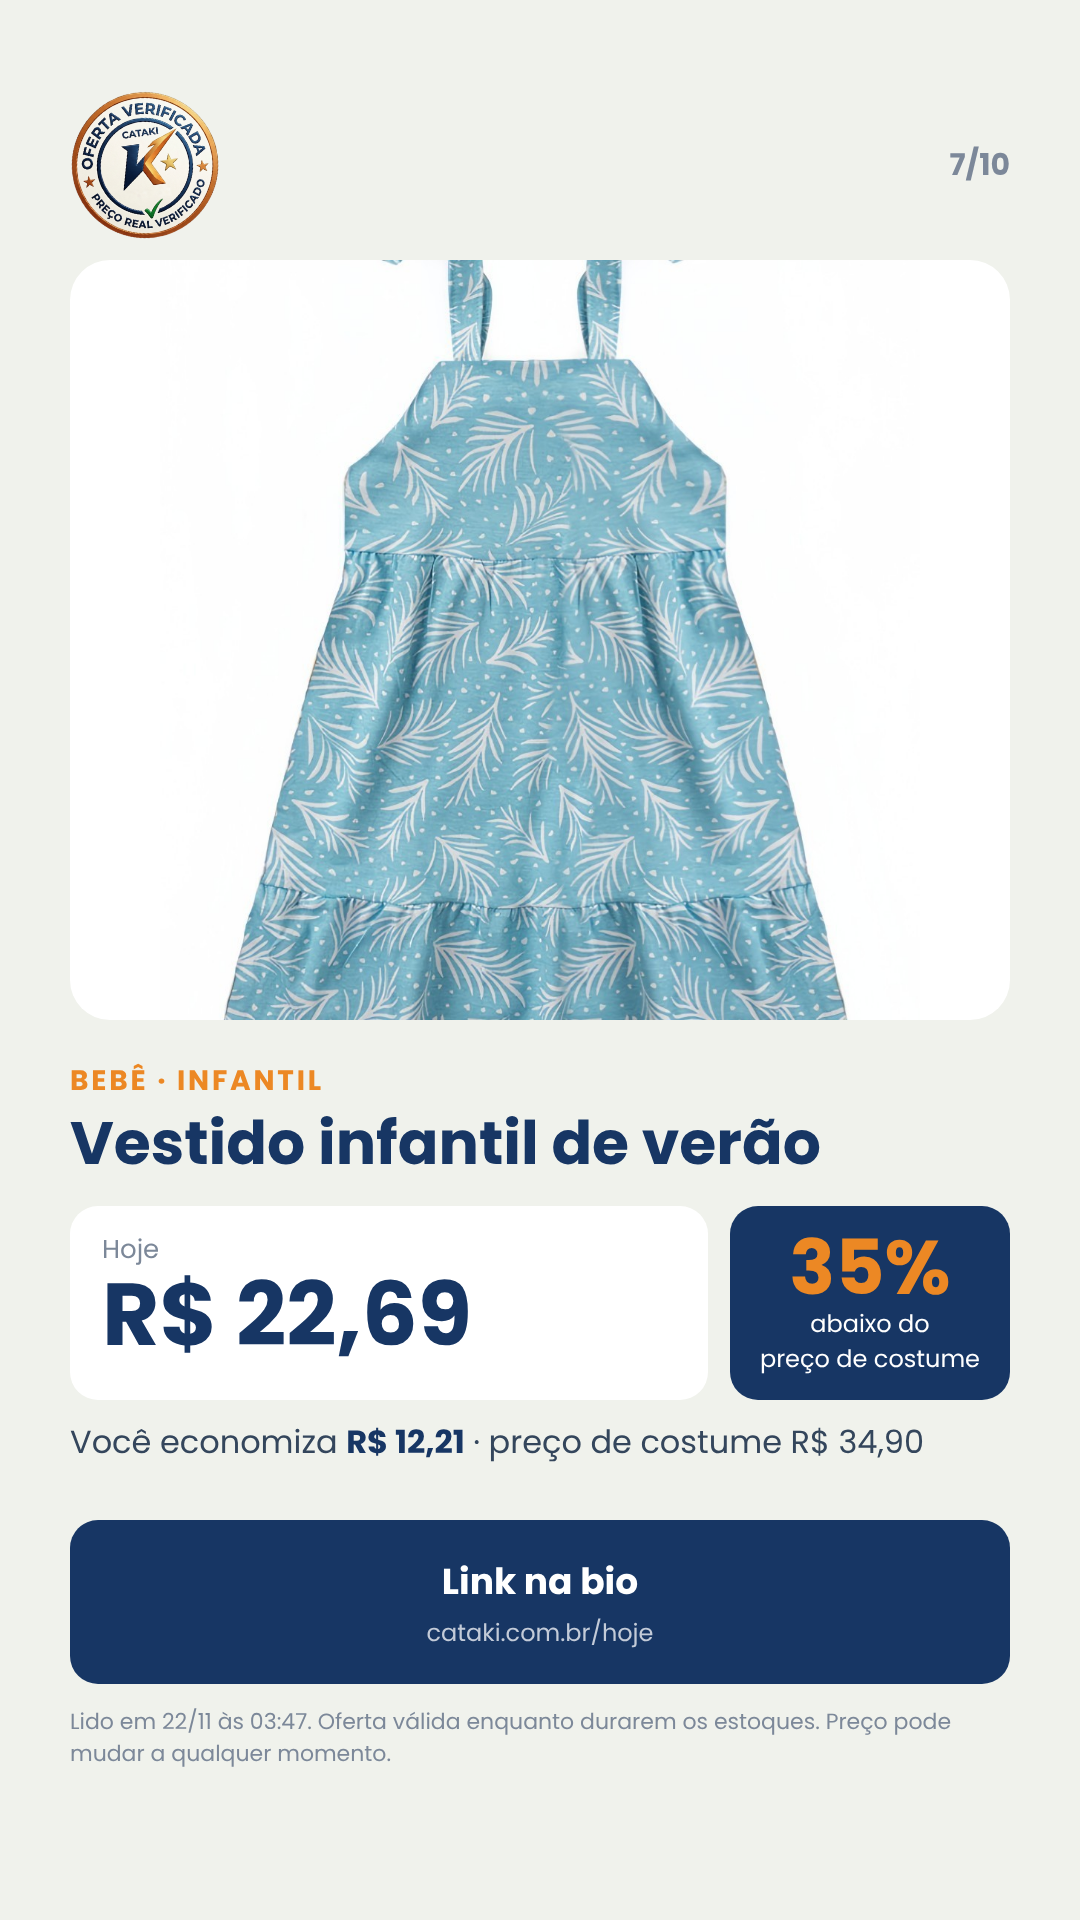 OFERTA VERIFICADA
CATAKI
PREÇO REAL VERIFICADO
7/10
BEBÊ · INFANTIL
Vestido infantil de verão
Hoje
R$ 22,69
35%
abaixo do
preço de costume
Você economiza R$ 12,21 · preço de costume R$ 34,90
Link na bio
cataki.com.br/hoje
Lido em 22/11 às 03:47. Oferta válida enquanto durarem os estoques. Preço pode
mudar a qualquer momento.